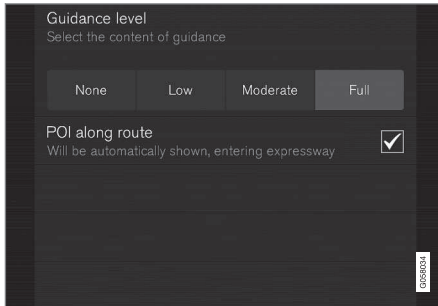 Guidance level
Select the content of guidance
None Low Moderate Full
POI along route
Will be automatically shown, entering expressway
G058034